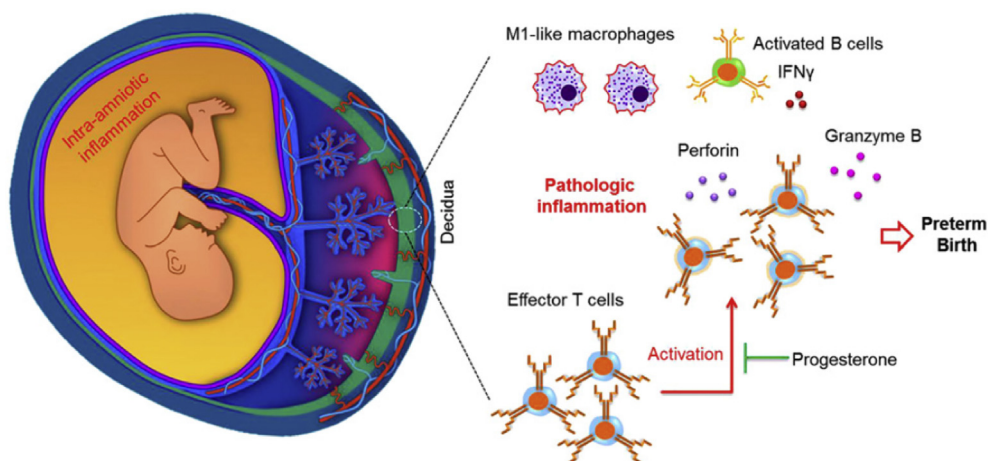 Intra-amniotic
inflammation
Decidua
M1-like macrophages
Activated B cells
IFNγ
Perforin
Granzyme B
Pathologic
inflammation
Preterm
Birth
Effector T cells
Activation
Progesterone